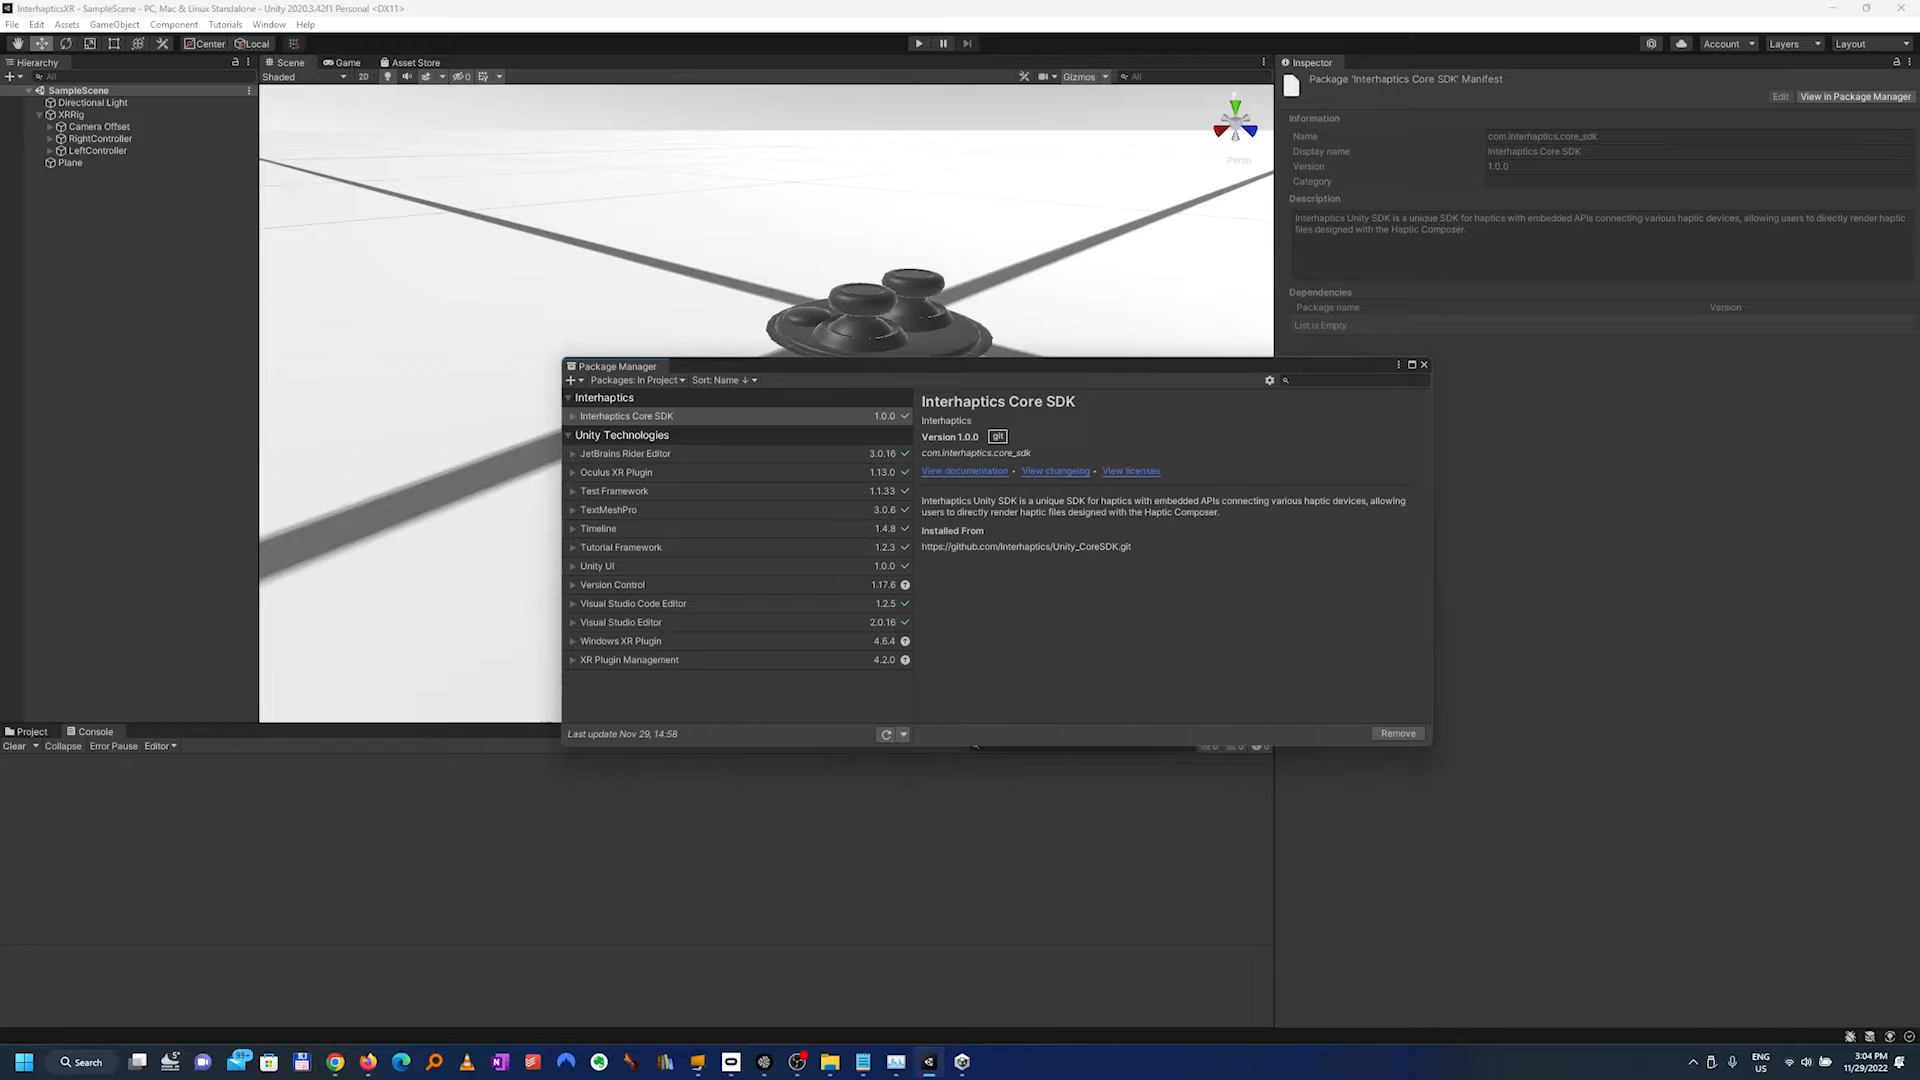 InterhapticsXR - SampleScene - PC, Mac & Linux Standalone - Unity 2020.3.42f1 Personal <DX11>
File Edit Assets GameObject Component Tutorials Window Help
Center Local
Account Layers Layout
Hierarchy
All
SampleScene
Directional Light
XRRig
Camera Offset
RightController
LeftController
Plane
Scene Game Asset Store
Shaded 2D 0 Gizmos All
y
Persp
Inspector
Package 'Interhaptics Core SDK' Manifest
Edit View in Package Manager
Information
Name com.interhaptics.core_sdk
Display name Interhaptics Core SDK
Version 1.0.0
Category
Description
Interhaptics Unity SDK is a unique SDK for haptics with embedded APIs connecting various haptic devices, allowing users to directly render haptic
files designed with the Haptic Composer.
Dependencies
Package name Version
List is Empty
Package Manager
Packages: In Project Sort: Name ↓
Interhaptics
Interhaptics Core SDK 1.0.0
Unity Technologies
JetBrains Rider Editor 3.0.16
Oculus XR Plugin 1.13.0
Test Framework 1.1.33
TextMeshPro 3.0.6
Timeline 1.4.8
Tutorial Framework 1.2.3
Unity UI 1.0.0
Version Control 1.17.6
Visual Studio Code Editor 1.2.5
Visual Studio Editor 2.0.16
Windows XR Plugin 4.6.4
XR Plugin Management 4.2.0
Last update Nov 29, 14:58
Interhaptics Core SDK
Interhaptics
Version 1.0.0 git
com.interhaptics.core_sdk
View documentation • View changelog • View licenses
Interhaptics Unity SDK is a unique SDK for haptics with embedded APIs connecting various haptic devices, allowing
users to directly render haptic files designed with the Haptic Composer.
Installed From
https://github.com/Interhaptics/Unity_CoreSDK.git
Remove
Project Console
Clear Collapse Error Pause Editor
Search
99+
ENG
US
3:04 PM
11/29/2022